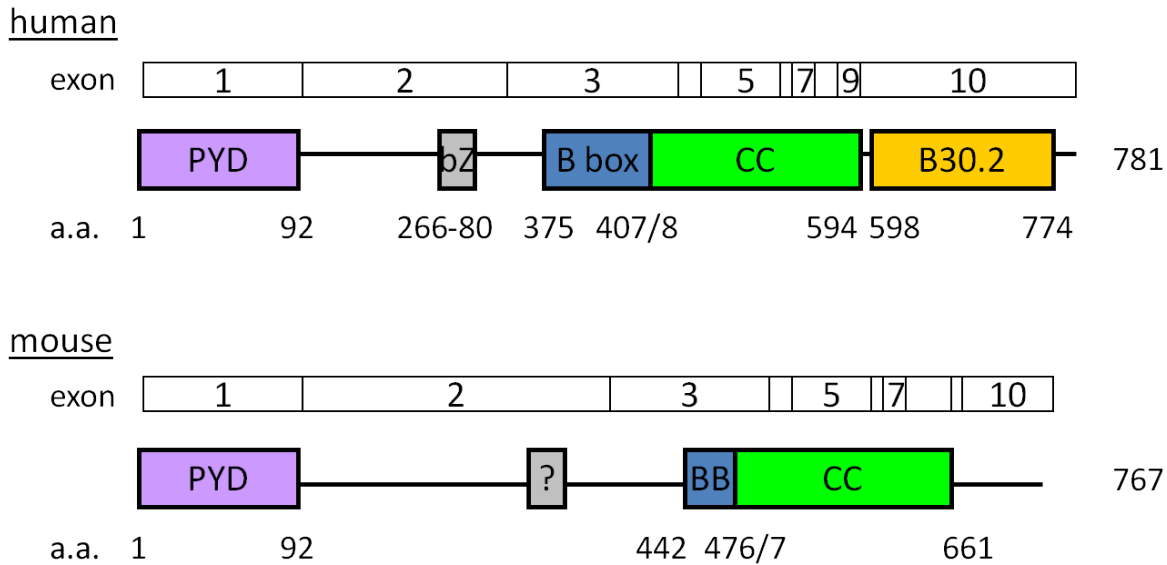 human
exon 1 2 3 5 7 9 10
PYD bZ B box CC B30.2 781
a.a. 1 92 266-80 375 407/8 594 598 774
mouse
exon 1 2 3 5 7 10
PYD ? BB CC 767
a.a. 1 92 442 476/7 661